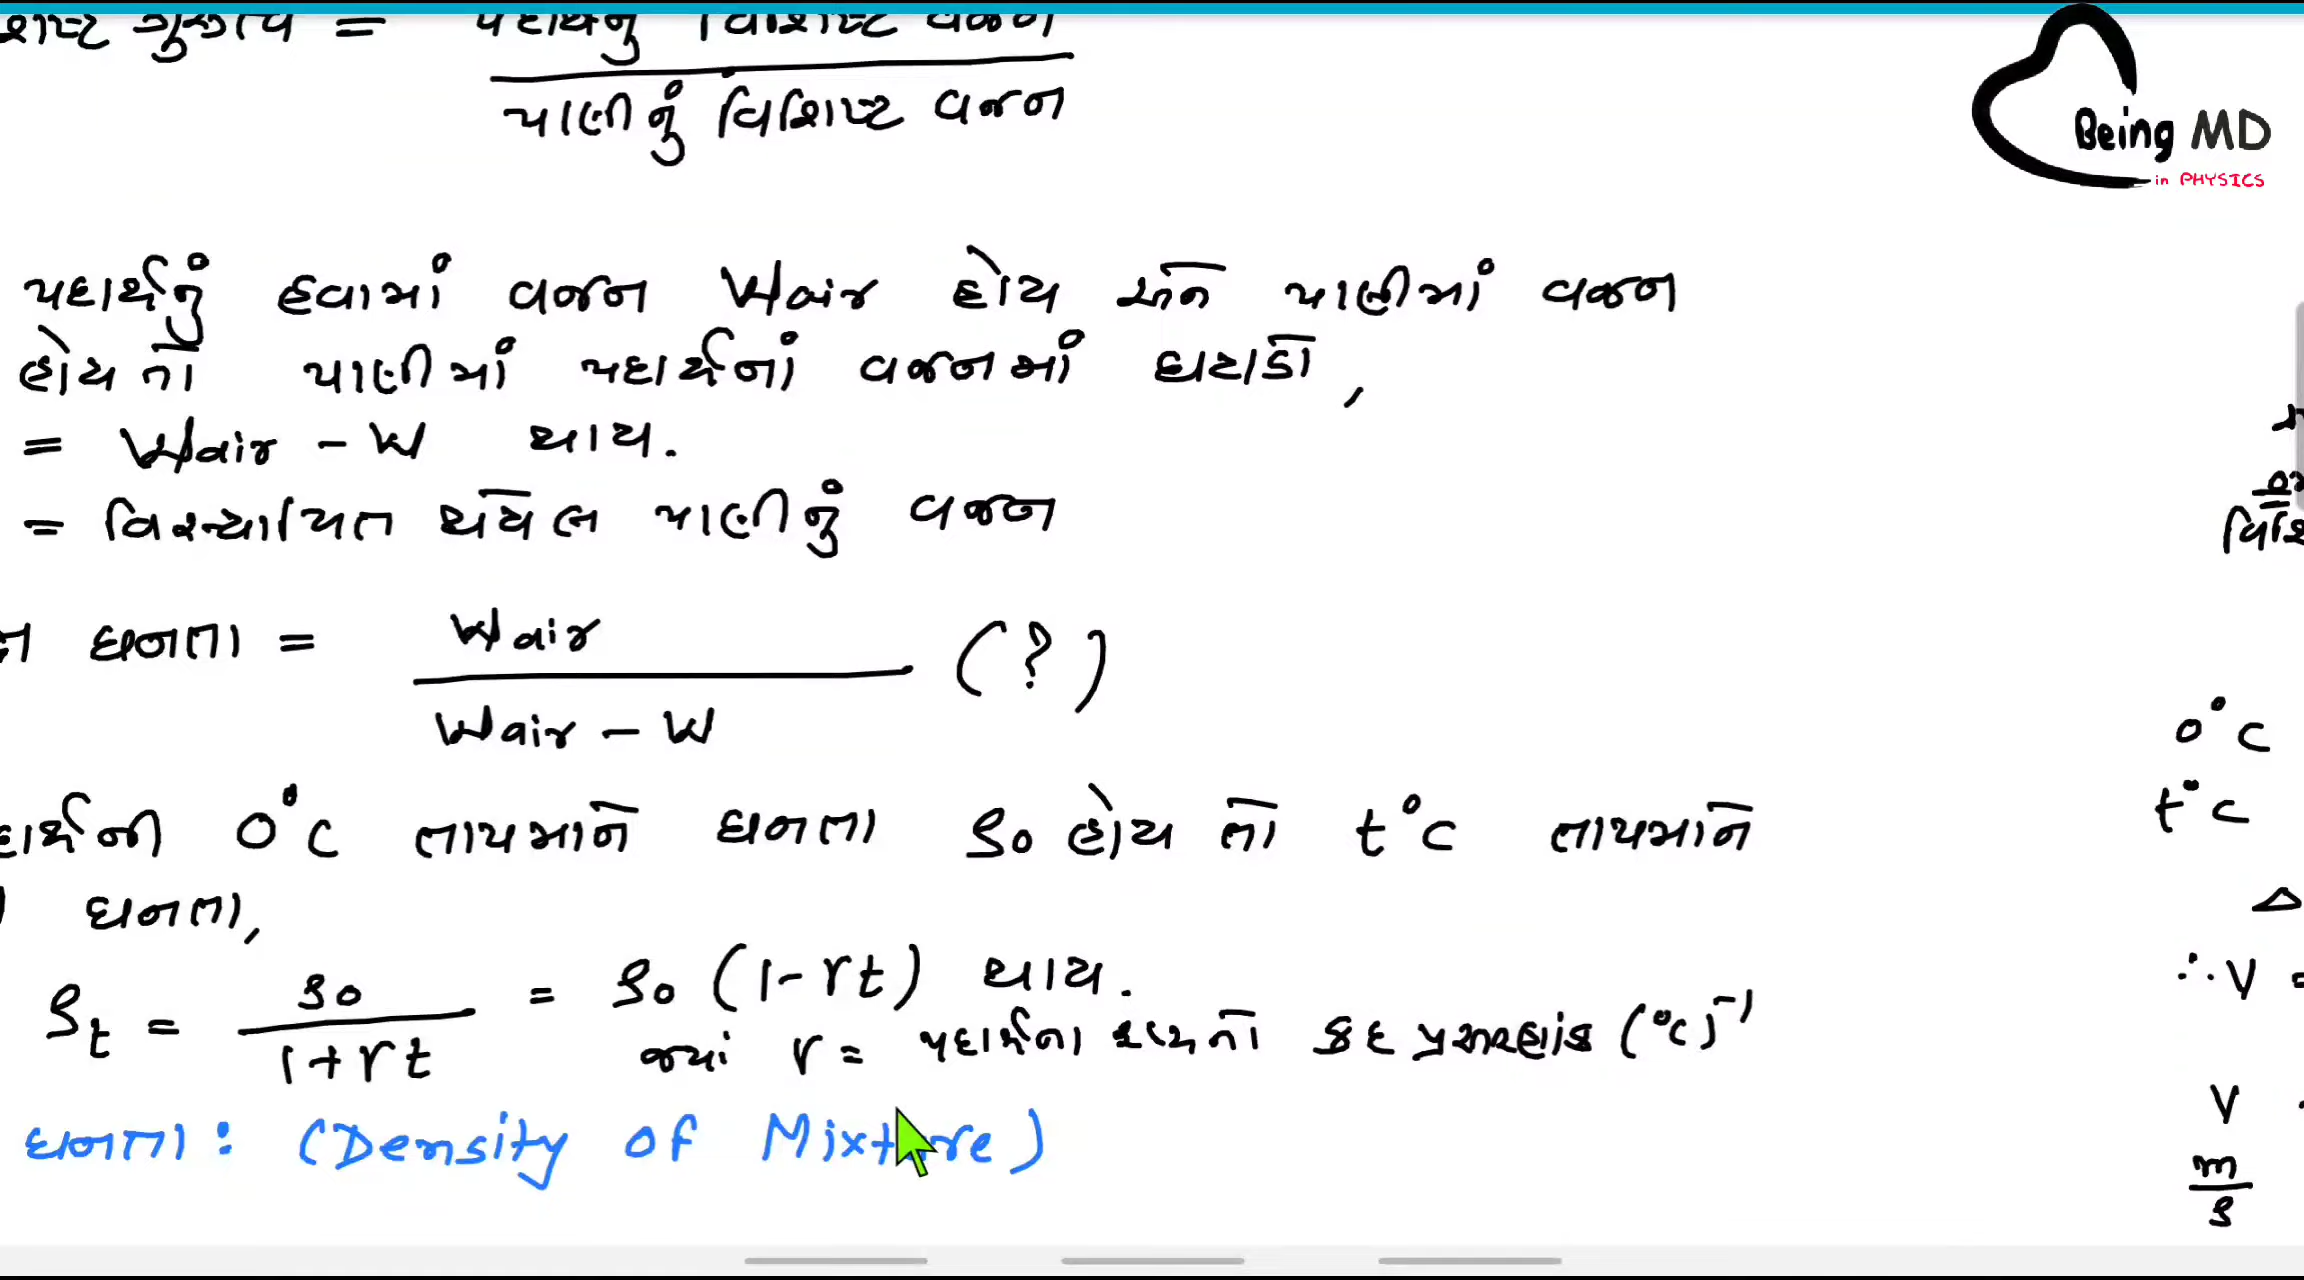 વિશિષ્ટ ગુરુત્વ = પદાર્થનું વિશિષ્ટ વજન
પાણીનું વિશિષ્ટ વજન
Being MD
in PHYSICS
પદાર્થનું હવામાં વજન Wair હોય અને પાણીમાં વજન
હોય તો પાણીમાં પદાર્થનાં વજનમાં ઘટાડો,
= Wair - W થાય.
= વિસ્થાપિત થયેલ પાણીનું વજન
ઘનતા = Wair / Wair - W (?)
0°C તાપમાને ઘનતા ρ0 હોય તો t°C તાપમાને
ઘનતા,
ρt = ρ0 / 1+γt = ρ0 (1-γt) થાય.
જ્યાં γ = પદાર્થના કદ પ્રસરણાંક (°C)⁻¹
ઘનતા: (Density of Mixture)
0°C
t°C
∴ V =
V
m / ρ